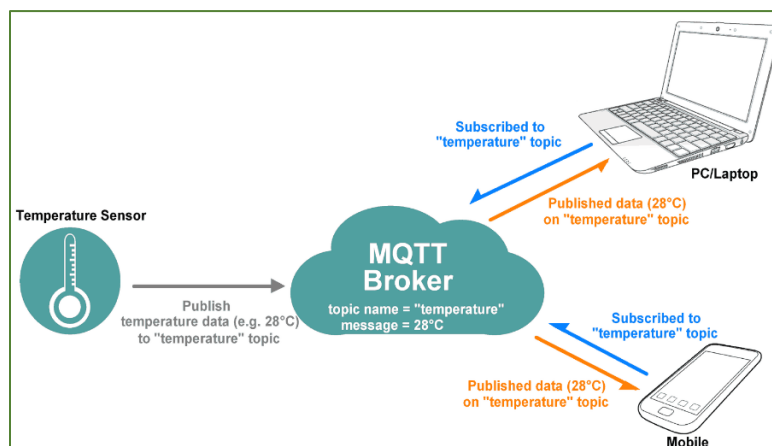 Subscribed to
"temperature" topic
PC/Laptop
Published data (28°C)
on "temperature" topic
Temperature Sensor
MQTT
Broker
topic name = "temperature"
message = 28°C
Publish
temperature data (e.g. 28°C)
to "temperature" topic
Subscribed to
"temperature" topic
Published data (28°C)
on "temperature" topic
Mobile